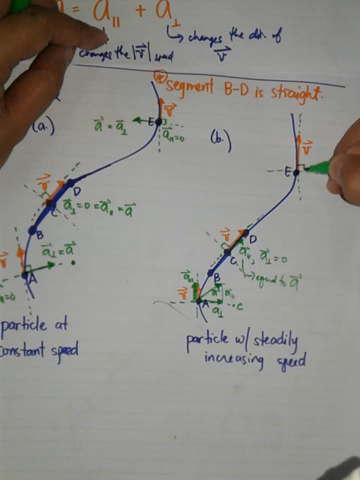 = a⃗∥ + a⃗⊥
changes the |v⃗| speed
↳ changes the dir. of v⃗
* segment B-D is straight.
(a.)
v⃗
E
a⃗ = a⃗⊥
a⃗∥ = 0
v⃗
D
C
a⃗⊥ = 0 = a⃗∥ = a⃗
B
a⃗⊥ = a⃗
v⃗
A
=0
particle at
constant speed
(b.)
v⃗
E
D
v⃗
C
a⃗∥, a⃗⊥ = 0
↳ equal to a⃗
B
a⃗∥
v⃗
a⃗
A
a⃗⊥
C
particle w/ steadily
increasing speed